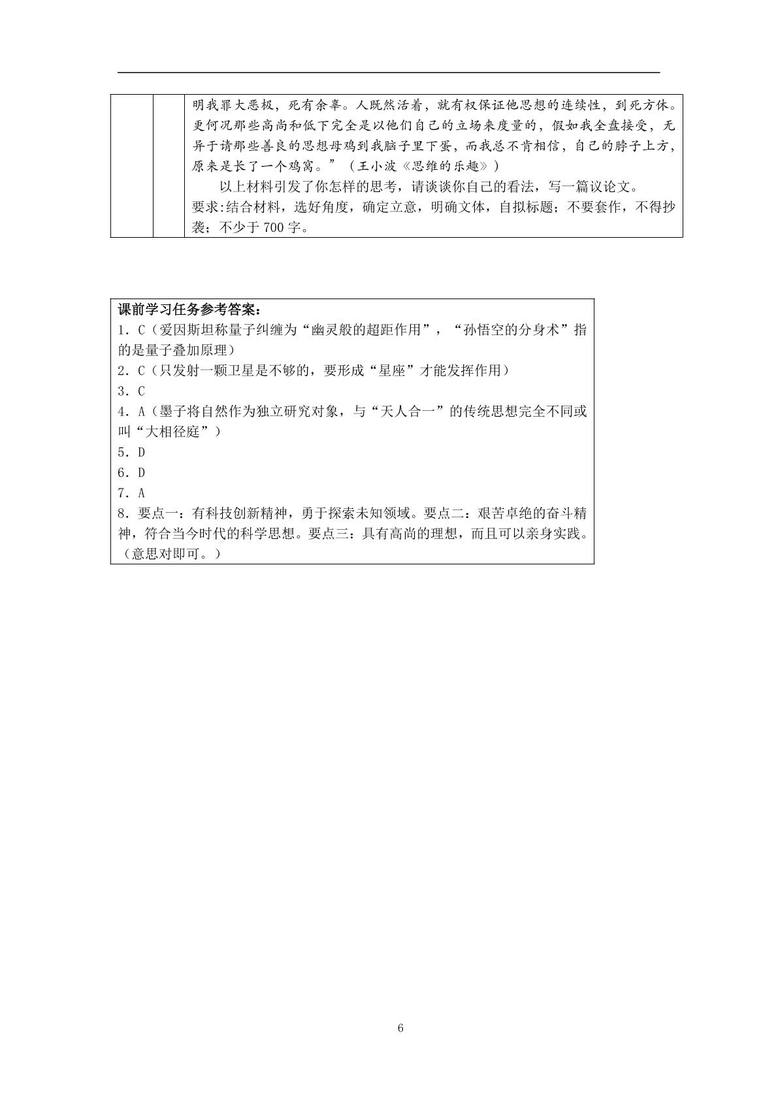 明我罪大恶极，死有余辜。人既然活着，就有权保证他思想的连续性，到死方休。
更何况那些高尚和低下完全是以他们自己的立场来度量的，假如我全盘接受，无
异于请那些善良的思想母鸡到我脑子里下蛋，而我总不肯相信，自己的脖子上方，
原来是长了一个鸡窝。”（王小波《思维的乐趣》）
以上材料引发了你怎样的思考，请谈谈你自己的看法，写一篇议论文。
要求:结合材料，选好角度，确定立意，明确文体，自拟标题；不要套作，不得抄
袭；不少于 700 字。
课前学习任务参考答案：
1．C（爱因斯坦称量子纠缠为“幽灵般的超距作用”，“孙悟空的分身术”指
的是量子叠加原理）
2．C（只发射一颗卫星是不够的，要形成“星座”才能发挥作用）
3．C
4．A（墨子将自然作为独立研究对象，与“天人合一”的传统思想完全不同或
叫“大相径庭”）
5．D
6．D
7．A
8．要点一：有科技创新精神，勇于探索未知领域。要点二：艰苦卓绝的奋斗精
神，符合当今时代的科学思想。要点三：具有高尚的理想，而且可以亲身实践。
（意思对即可。）
6